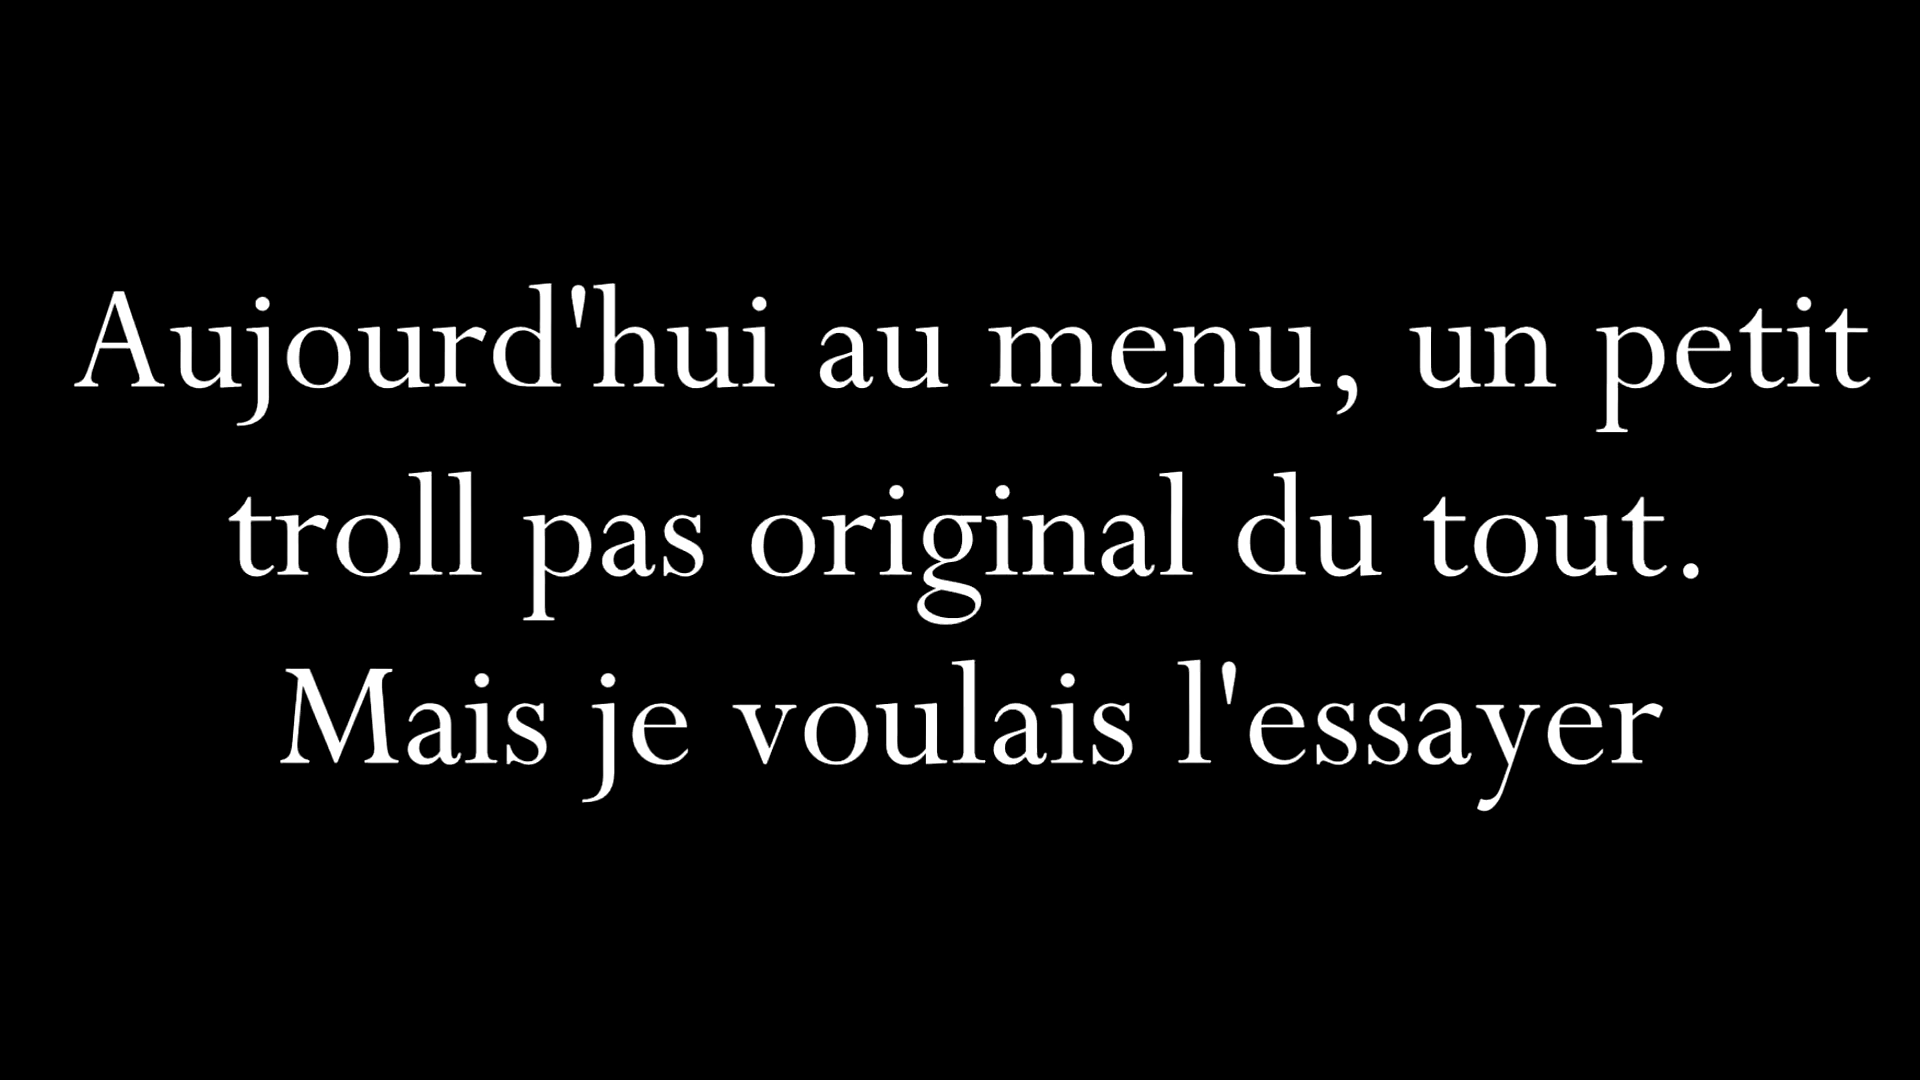 Aujourd'hui au menu, un petit
troll pas original du tout.
Mais je voulais l'essayer